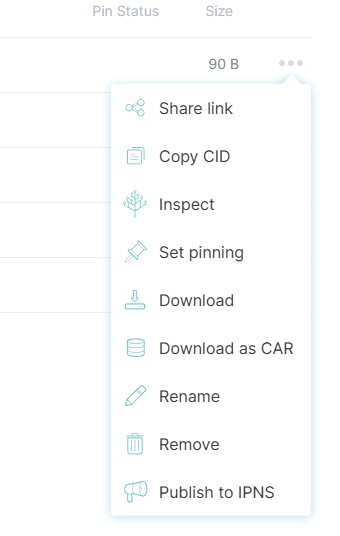 Pin Status Size
90 B
Share link
Copy CID
Inspect
Set pinning
Download
Download as CAR
Rename
Remove
Publish to IPNS